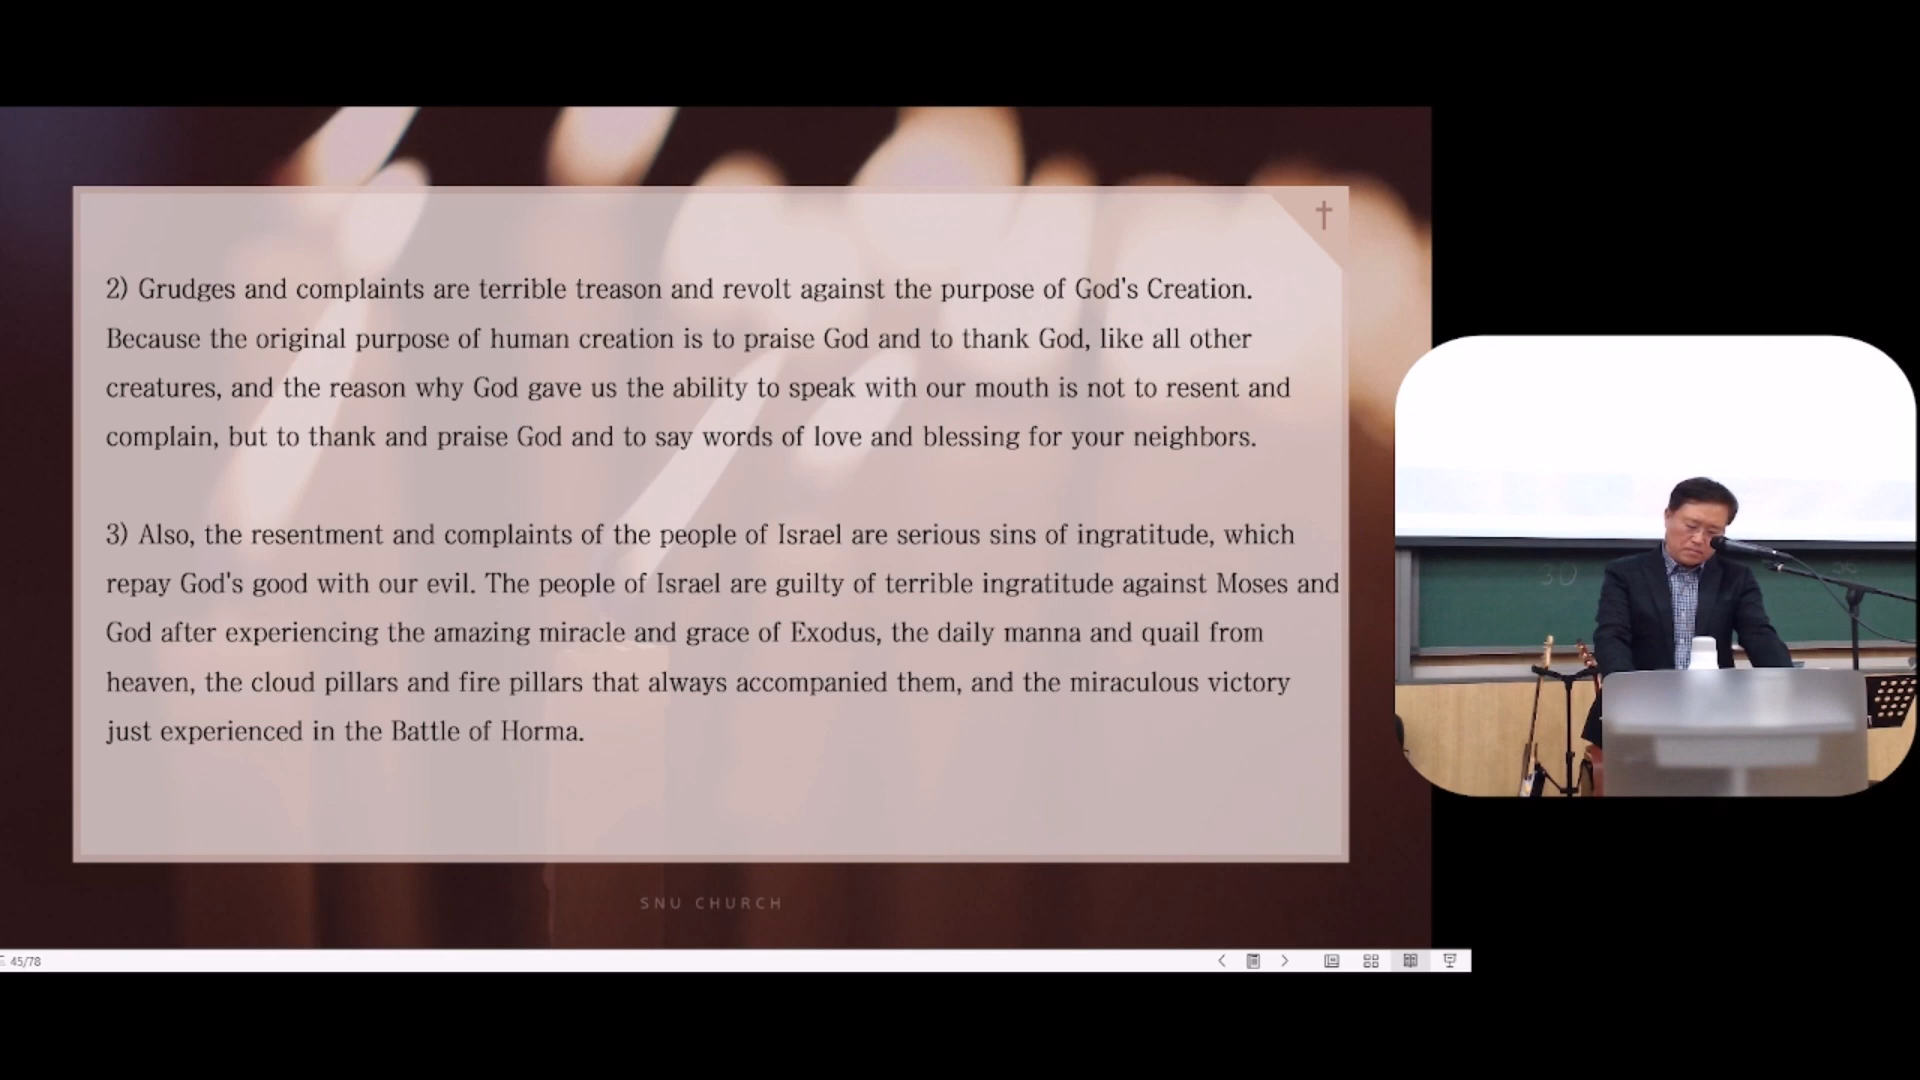 2) Grudges and complaints are terrible treason and revolt against the purpose of God's Creation.
Because the original purpose of human creation is to praise God and to thank God, like all other
creatures, and the reason why God gave us the ability to speak with our mouth is not to resent and
complain, but to thank and praise God and to say words of love and blessing for your neighbors.
3) Also, the resentment and complaints of the people of Israel are serious sins of ingratitude, which
repay God's good with our evil. The people of Israel are guilty of terrible ingratitude against Moses and
God after experiencing the amazing miracle and grace of Exodus, the daily manna and quail from
heaven, the cloud pillars and fire pillars that always accompanied them, and the miraculous victory
just experienced in the Battle of Horma.
SNU CHURCH
45/78
30